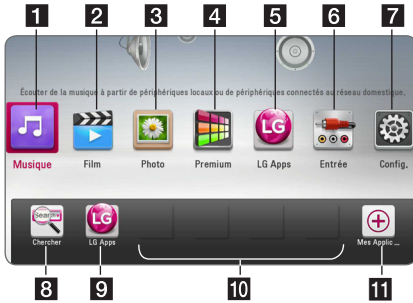 1 2 3 4 5 6 7
Écouter de la musique à partir de périphériques locaux ou de périphériques connectés au réseau domestique.
LG
Musique Film Photo Premium LG Apps Entrée Config.
Search LG
Chercher LG Apps Mes Applic ...
8 9 10 11